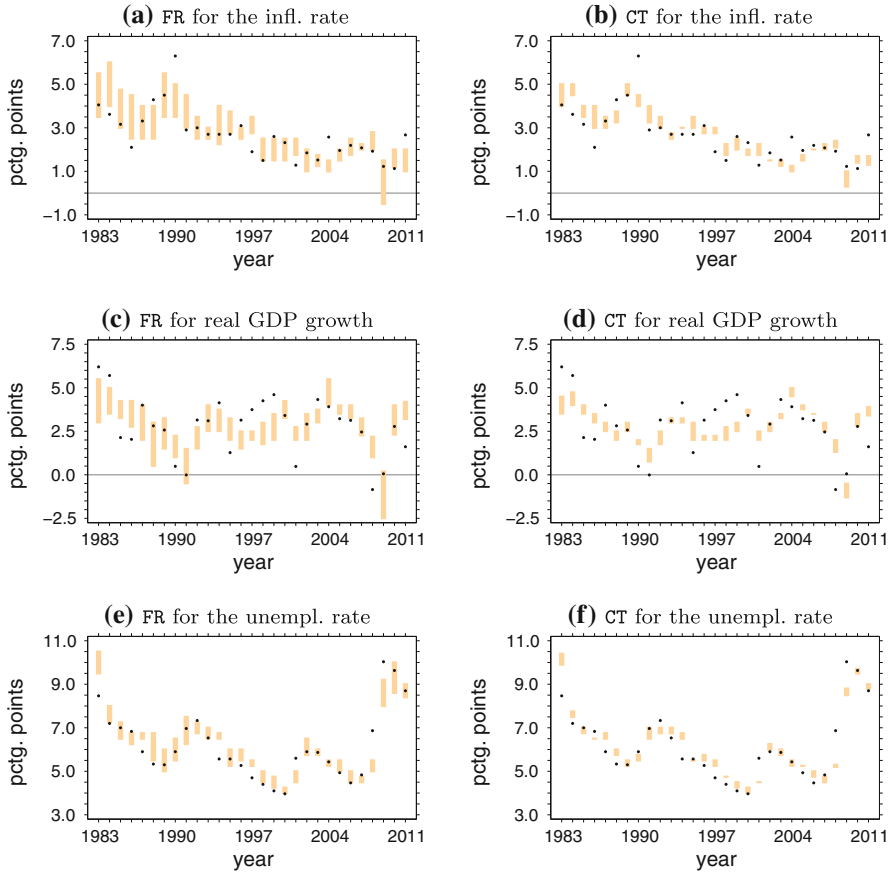 (a) FR for the infl. rate
7.0
5.0
3.0
1.0
−1.0
pctg. points
1983 1990 1997 2004 2011
year
(b) CT for the infl. rate
7.0
5.0
3.0
1.0
−1.0
pctg. points
1983 1990 1997 2004 2011
year
(c) FR for real GDP growth
7.5
5.0
2.5
0.0
−2.5
pctg. points
1983 1990 1997 2004 2011
year
(d) CT for real GDP growth
7.5
5.0
2.5
0.0
−2.5
pctg. points
1983 1990 1997 2004 2011
year
(e) FR for the unempl. rate
11.0
9.0
7.0
5.0
3.0
pctg. points
1983 1990 1997 2004 2011
year
(f) CT for the unempl. rate
11.0
9.0
7.0
5.0
3.0
pctg. points
1983 1990 1997 2004 2011
year